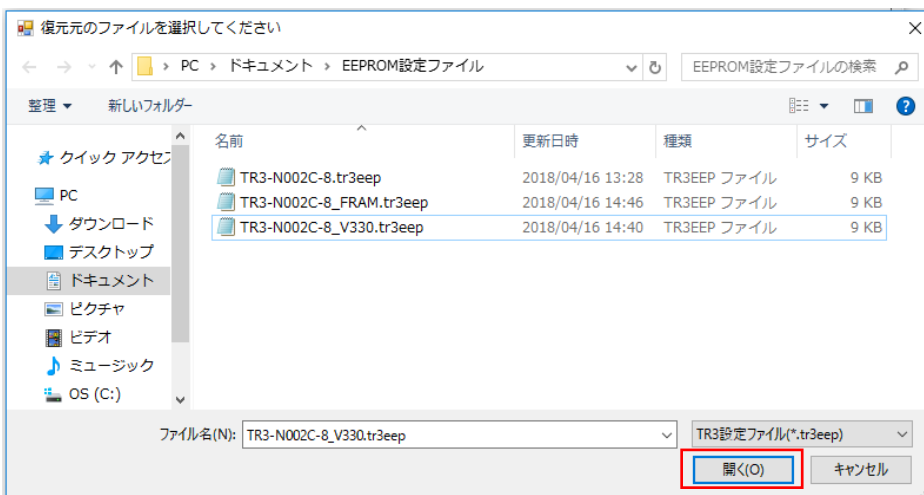 復元元のファイルを選択してください
PC › ドキュメント › EEPROM設定ファイル
EEPROM設定ファイルの検索
整理 新しいフォルダー
名前 更新日時 種類 サイズ
クイック アクセス
PC
ダウンロード
デスクトップ
ドキュメント
ピクチャ
ビデオ
ミュージック
OS (C:)
TR3-N002C-8.tr3eep 2018/04/16 13:28 TR3EEP ファイル 9 KB
TR3-N002C-8_FRAM.tr3eep 2018/04/16 14:46 TR3EEP ファイル 9 KB
TR3-N002C-8_V330.tr3eep 2018/04/16 14:40 TR3EEP ファイル 9 KB
ファイル名(N): TR3-N002C-8_V330.tr3eep TR3設定ファイル(*.tr3eep)
開く(O) キャンセル